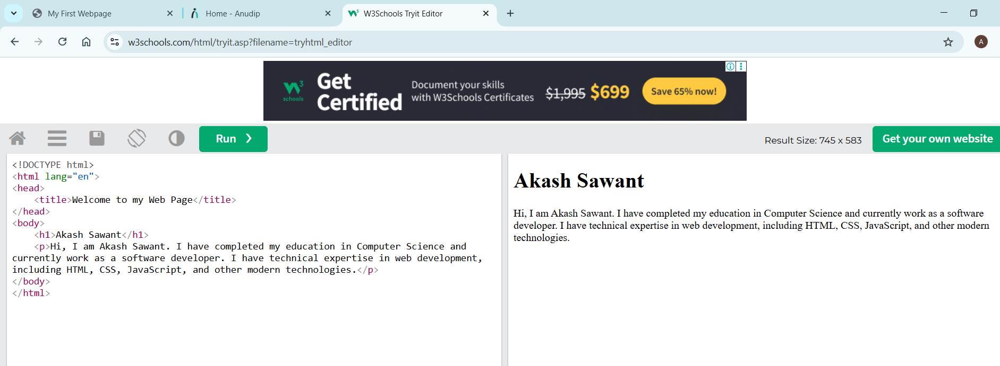 My First Webpage
Home - Anudip
W3Schools Tryit Editor
w3schools.com/html/tryit.asp?filename=tryhtml_editor
A
W3
schools
Get
Certified
Document your skills
with W3Schools Certificates
$1,995 $699
Save 65% now!
Run ❯
Result Size: 745 x 583
Get your own website
<!DOCTYPE html>
<html lang="en">
<head>
    <title>Welcome to my Web Page</title>
</head>
<body>
    <h1>Akash Sawant</h1>
    <p>Hi, I am Akash Sawant. I have completed my education in Computer Science and
currently work as a software developer. I have technical expertise in web development,
including HTML, CSS, JavaScript, and other modern technologies.</p>
</body>
</html>
Akash Sawant
Hi, I am Akash Sawant. I have completed my education in Computer Science and currently work as a software
developer. I have technical expertise in web development, including HTML, CSS, JavaScript, and other modern
technologies.